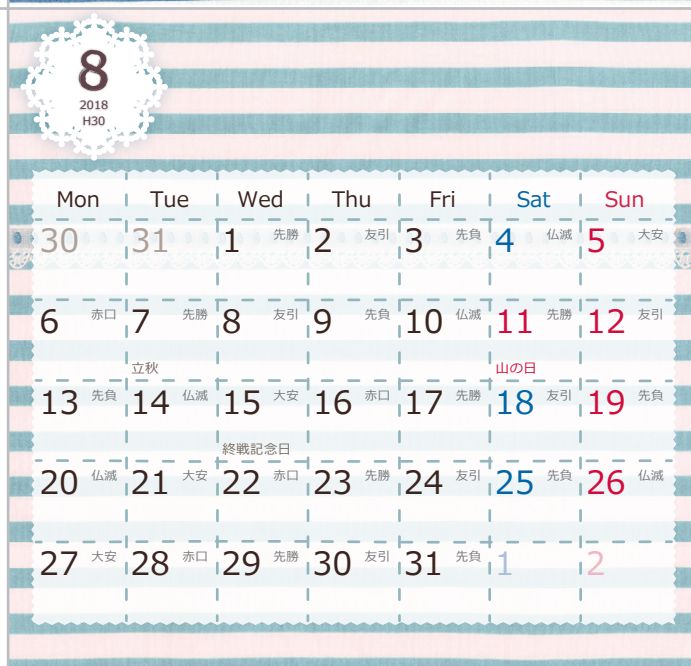 8
2018
H30
Mon Tue Wed Thu Fri Sat Sun
30 31 1 先勝 2 友引 3 先負 4 仏滅 5 大安
6 赤口 7 先勝 8 友引 9 先負 10 仏滅 11 先勝 12 友引
立秋 山の日
13 先負 14 仏滅 15 大安 16 赤口 17 先勝 18 友引 19 先負
終戦記念日
20 仏滅 21 大安 22 赤口 23 先勝 24 友引 25 先負 26 仏滅
27 大安 28 赤口 29 先勝 30 友引 31 先負 1 2